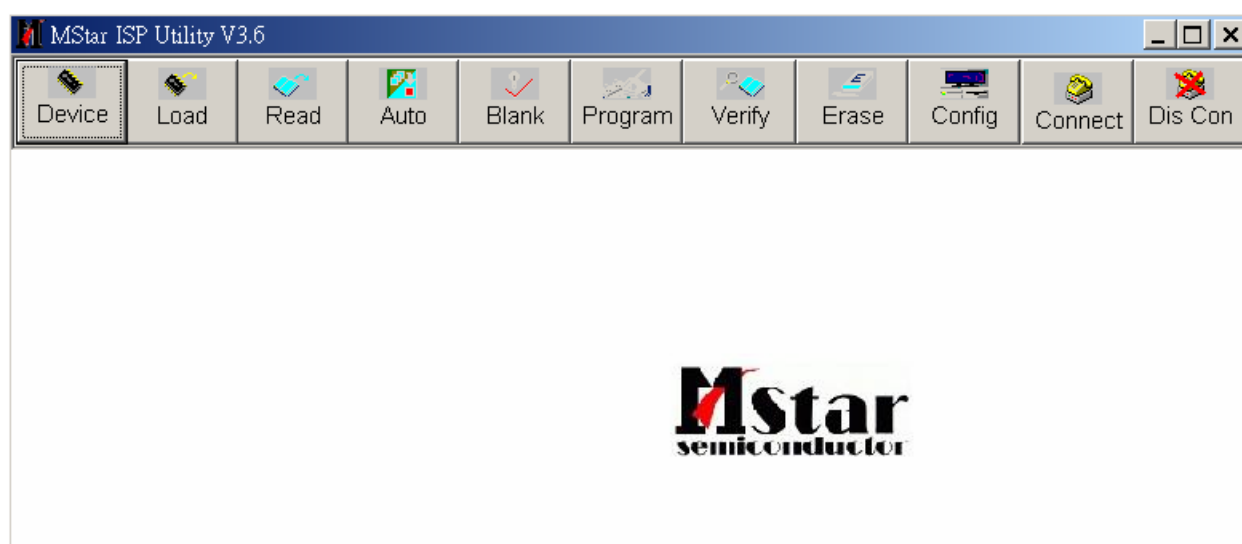 MStar ISP Utility V3.6
Device Load Read Auto Blank Program Verify Erase Config Connect Dis Con
Mstar
semiconductor